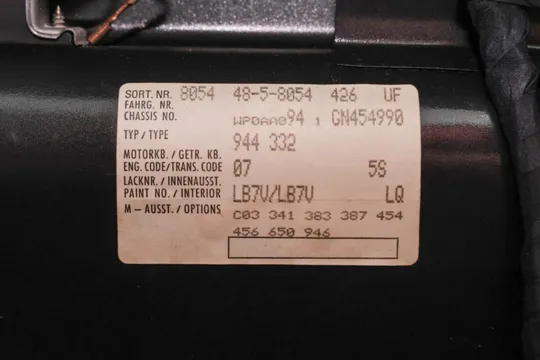 SORT. NR. 8054 48-5-8054 426 UF
FAHRG. NR.
CHASSIS NO. WP0AA094 1 GN454990
TYP / TYPE 944 332
MOTORKB. / GETR. KB.
ENG. CODE/TRANS. CODE 07 5S
LACKNR. / INNENAUSST.
PAINT NO. / INTERIOR LB7V/LB7V LQ
M – AUSST. / OPTIONS C03 341 383 387 454
456 650 946